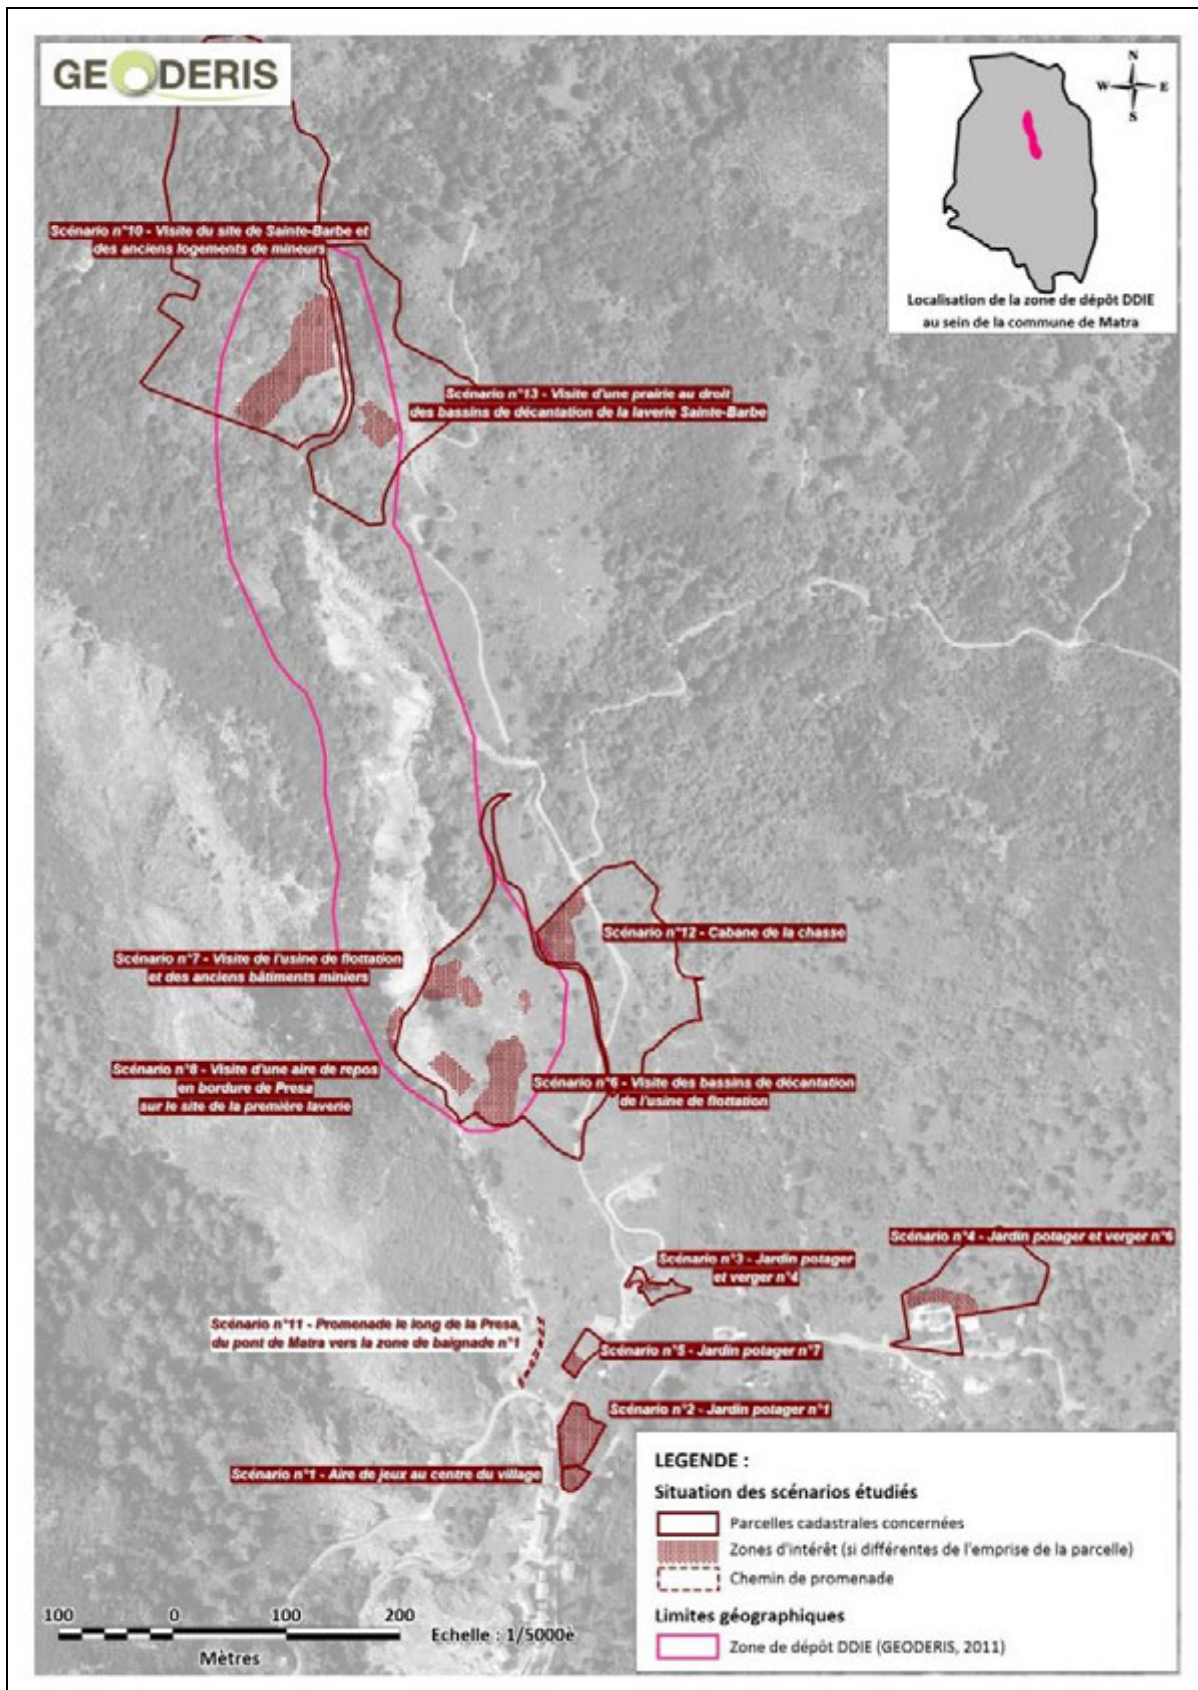 GEODERIS
N
W E
S
Localisation de la zone de dépôt DDIE
au sein de la commune de Matra
Scénario n°10 - Visite du site de Sainte-Barbe et
des anciens logements de mineurs
Scénario n°13 - Visite d'une prairie au droit
des bassins de décantation de la laverie Sainte-Barbe
Scénario n°12 - Cabane de la chasse
Scénario n°7 - Visite de l'usine de flottation
et des anciens bâtiments miniers
Scénario n°8 - Visite d'une aire de repos
en bordure de Presa
sur le site de la première laverie
Scénario n°6 - Visite des bassins de décantation
de l'usine de flottation
Scénario n°4 - Jardin potager et verger n°6
Scénario n°3 - Jardin potager
et verger n°4
Scénario n°11 - Promenade le long de la Presa,
du pont de Matra vers la zone de baignade n°1
Scénario n°5 - Jardin potager n°7
Scénario n°2 - Jardin potager n°1
Scénario n°1 - Aire de jeux au centre du village
LEGENDE :
Situation des scénarios étudiés
Parcelles cadastrales concernées
Zones d'intérêt (si différentes de l'emprise de la parcelle)
Chemin de promenade
Limites géographiques
Zone de dépôt DDIE (GEODERIS, 2011)
100 0 100 200
Echelle : 1/5000è
Mètres